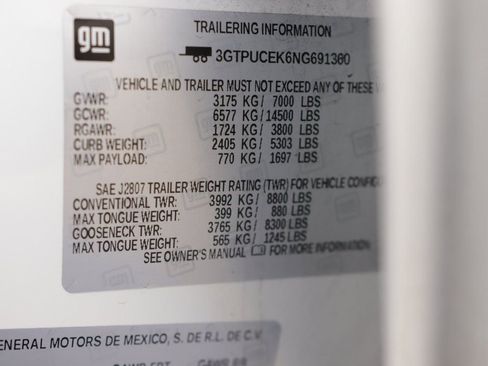 gm
TRAILERING INFORMATION
3GTPUCEK6NG691360
VEHICLE AND TRAILER MUST NOT EXCEED ANY OF THESE
GVWR: 3175 KG / 7000 LBS
GCWR: 6577 KG / 14500 LBS
RGAWR: 1724 KG / 3800 LBS
CURB WEIGHT: 2405 KG / 5303 LBS
MAX PAYLOAD: 770 KG / 1697 LBS
SAE J2807 TRAILER WEIGHT RATING (TWR) FOR VEHICLE CONFIGU
CONVENTIONAL TWR: 3992 KG / 8800 LBS
MAX TONGUE WEIGHT: 399 KG / 880 LBS
GOOSENECK TWR: 3765 KG / 8300 LBS
MAX TONGUE WEIGHT: 565 KG / 1245 LBS
SEE OWNER'S MANUAL FOR MORE INFORMATION
ENERAL MOTORS DE MEXICO, S. DE R.L. DE C.V